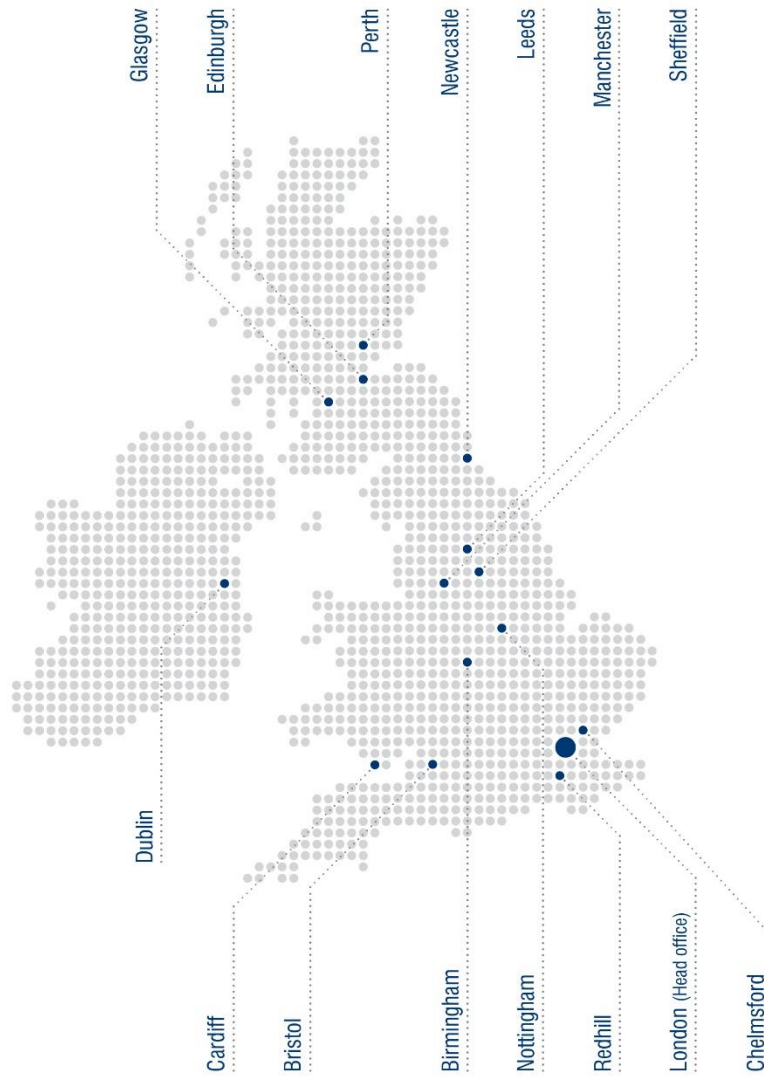 Glasgow
Edinburgh
Perth
Newcastle
Leeds
Manchester
Sheffield
Dublin
Cardiff
Bristol
Birmingham
Nottingham
Redhill
London (Head office)
Chelmsford